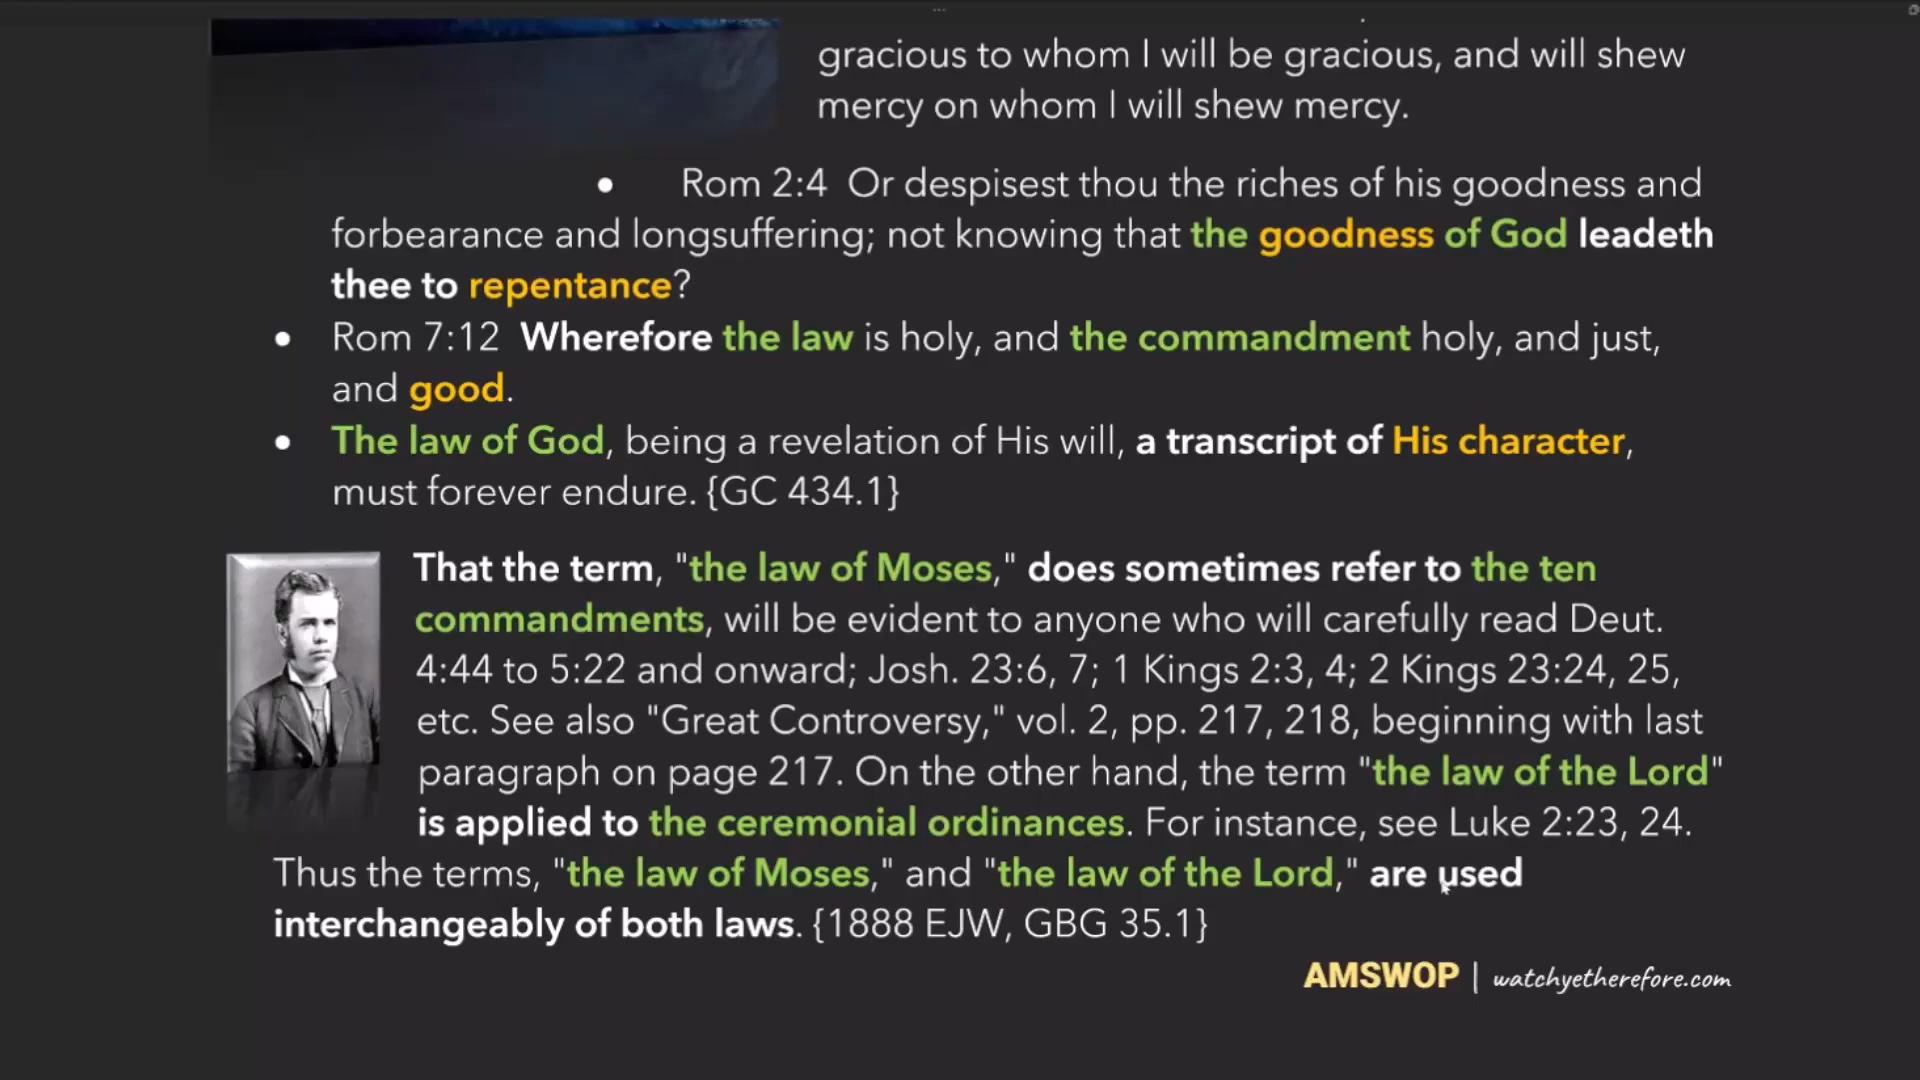 gracious to whom I will be gracious, and will shew
mercy on whom I will shew mercy.
• Rom 2:4 Or despisest thou the riches of his goodness and
forbearance and longsuffering; not knowing that the goodness of God leadeth
thee to repentance?
• Rom 7:12 Wherefore the law is holy, and the commandment holy, and just,
and good.
• The law of God, being a revelation of His will, a transcript of His character,
must forever endure. {GC 434.1}
That the term, "the law of Moses," does sometimes refer to the ten
commandments, will be evident to anyone who will carefully read Deut.
4:44 to 5:22 and onward; Josh. 23:6, 7; 1 Kings 2:3, 4; 2 Kings 23:24, 25,
etc. See also "Great Controversy," vol. 2, pp. 217, 218, beginning with last
paragraph on page 217. On the other hand, the term "the law of the Lord"
is applied to the ceremonial ordinances. For instance, see Luke 2:23, 24.
Thus the terms, "the law of Moses," and "the law of the Lord," are used
interchangeably of both laws. {1888 EJW, GBG 35.1}
AMSWOP | watchyetherefore.com